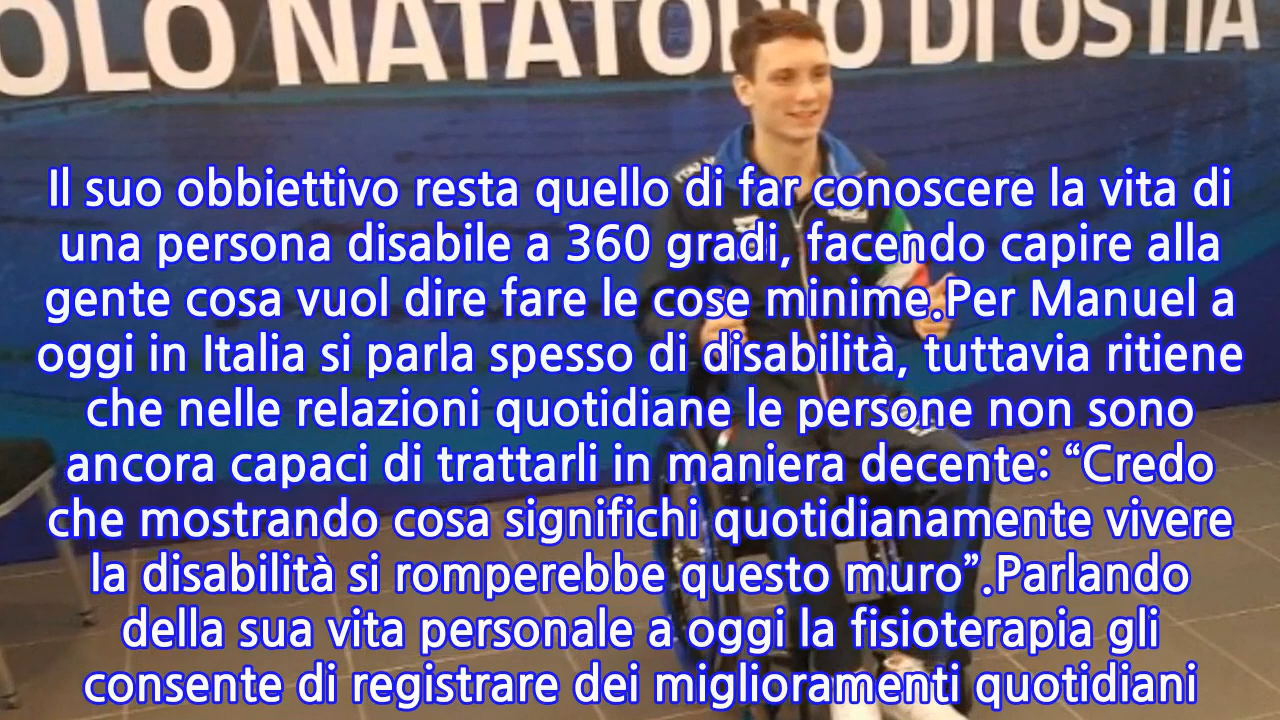 OLO NATATORIO DI OSTIA
Il suo obbiettivo resta quello di far conoscere la vita di
una persona disabile a 360 gradi, facendo capire alla
gente cosa vuol dire fare le cose minime.Per Manuel a
oggi in Italia si parla spesso di disabilità, tuttavia ritiene
che nelle relazioni quotidiane le persone non sono
ancora capaci di trattarli in maniera decente: “Credo
che mostrando cosa significhi quotidianamente vivere
la disabilità si romperebbe questo muro”.Parlando
della sua vita personale a oggi la fisioterapia gli
consente di registrare dei miglioramenti quotidiani